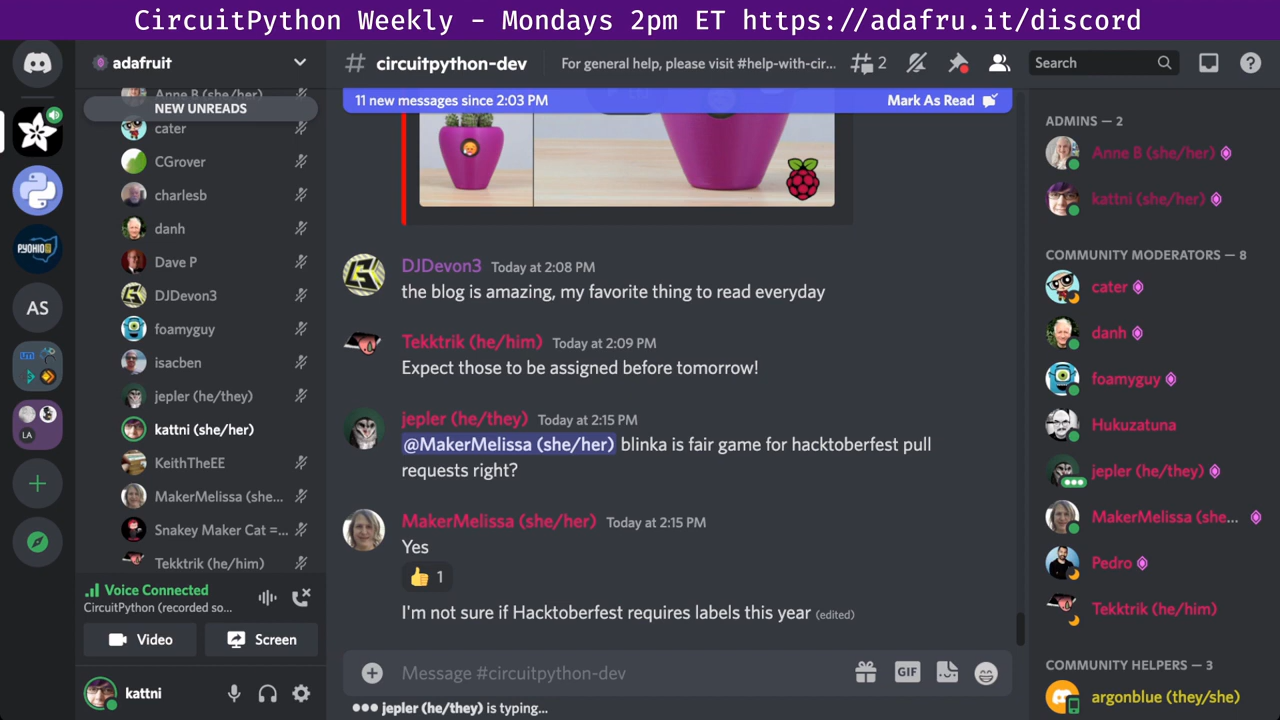 CircuitPython Weekly - Mondays 2pm ET https://adafru.it/discord
adafruit
Anne B (she/her)
NEW UNREADS
cater
CGrover
charlesb
danh
Dave P
DJDevon3
foamyguy
isacben
jepler (he/they)
kattni (she/her)
KeithTheEE
MakerMelissa (she...
Snakey Maker Cat =...
Tekktrik (he/him)
Voice Connected
CircuitPython (recorded so...
Video
Screen
kattni
PYOHIO
AS
LA
# circuitpython-dev
For general help, please visit #help-with-cir...
2
Search
11 new messages since 2:03 PM
Mark As Read
DJDevon3 Today at 2:08 PM
the blog is amazing, my favorite thing to read everyday
Tekktrik (he/him) Today at 2:09 PM
Expect those to be assigned before tomorrow!
jepler (he/they) Today at 2:15 PM
@MakerMelissa (she/her) blinka is fair game for hacktoberfest pull
requests right?
MakerMelissa (she/her) Today at 2:15 PM
Yes
1
I'm not sure if Hacktoberfest requires labels this year (edited)
Message #circuitpython-dev
GIF
jepler (he/they) is typing...
ADMINS — 2
Anne B (she/her)
kattni (she/her)
COMMUNITY MODERATORS — 8
cater
danh
foamyguy
Hukuzatuna
jepler (he/they)
MakerMelissa (she...
Pedro
Tekktrik (he/him)
COMMUNITY HELPERS — 3
argonblue (they/she)